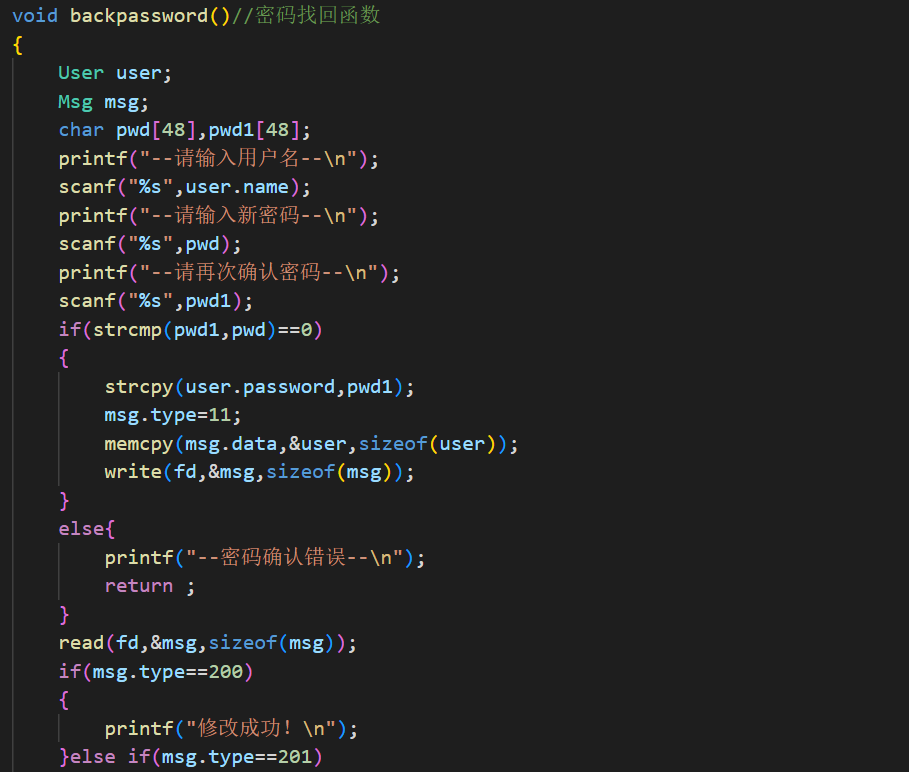 void backpassword()//密码找回函数
{
    User user;
    Msg msg;
    char pwd[48],pwd1[48];
    printf("--请输入用户名--\n");
    scanf("%s",user.name);
    printf("--请输入新密码--\n");
    scanf("%s",pwd);
    printf("--请再次确认密码--\n");
    scanf("%s",pwd1);
    if(strcmp(pwd1,pwd)==0)
    {
        strcpy(user.password,pwd1);
        msg.type=11;
        memcpy(msg.data,&user,sizeof(user));
        write(fd,&msg,sizeof(msg));
    }
    else{
        printf("--密码确认错误--\n");
        return ;
    }
    read(fd,&msg,sizeof(msg));
    if(msg.type==200)
    {
        printf("修改成功！\n");
    }else if(msg.type==201)